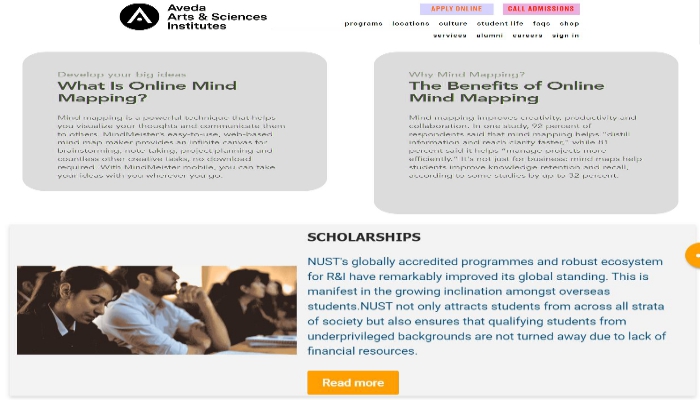 Aveda
Arts & Sciences
Institutes
APPLY ONLINE
CALL ADMISSIONS
programs locations culture student life faqs shop
services alumni careers sign in
Develop your big ideas
What Is Online Mind
Mapping?
Mind mapping is a powerful technique that helps
you visualize your thoughts and communicate them
to others. MindMeister's easy-to-use, web-based
mind map maker provides an infinite canvas for
brainstorming, note-taking, project planning and
countless other creative tasks, no download
required. With MindMeister mobile, you can take
your ideas with you wherever you go.
Why Mind Mapping?
The Benefits of Online
Mind Mapping
Mind mapping improves creativity, productivity and
collaboration. In one study, 92 percent of
respondents said that mind mapping helps "distill
information and reach clarity faster," while 81
percent said it helps "manage projects more
efficiently." It's not just for business: mind maps help
students improve knowledge retention and recall,
according to some studies by up to 32 percent.
SCHOLARSHIPS
NUST's globally accredited programmes and robust ecosystem
for R&I have remarkably improved its global standing. This is
manifest in the growing inclination amongst overseas
students.NUST not only attracts students from across all strata
of society but also ensures that qualifying students from
underprivileged backgrounds are not turned away due to lack of
financial resources.
Read more